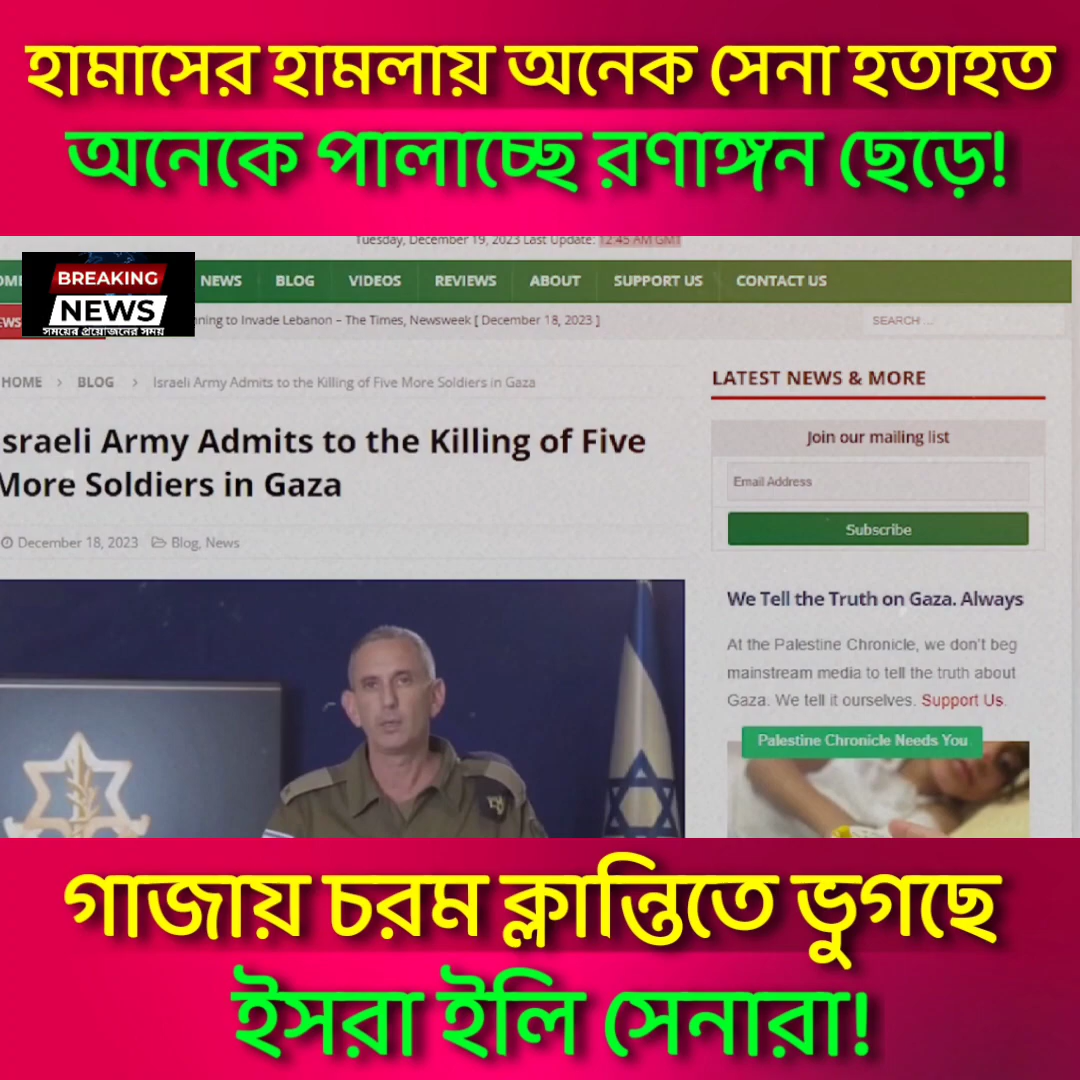 হামাসের হামলায় অনেক সেনা হতাহত
অনেকে পালাচ্ছে রণাঙ্গন ছেড়ে!
Tuesday, December 19, 2023 Last Update: 12:45 AM GMT
BREAKING
NEWS
সময়ের প্রয়োজনের সময়
NEWS BLOG VIDEOS REVIEWS ABOUT SUPPORT US CONTACT US
to Invade Lebanon – The Times, Newsweek [ December 18, 2023 ]
SEARCH ...
HOME > BLOG > Israeli Army Admits to the Killing of Five More Soldiers in Gaza
LATEST NEWS & MORE
sraeli Army Admits to the Killing of Five
More Soldiers in Gaza
December 18, 2023 Blog, News
Join our mailing list
Email Address
Subscribe
We Tell the Truth on Gaza. Always
At the Palestine Chronicle, we don't beg
mainstream media to tell the truth about
Gaza. We tell it ourselves. Support Us.
Palestine Chronicle Needs You
গাজায় চরম ক্লান্তিতে ভুগছে
ইসরা ইলি সেনারা!